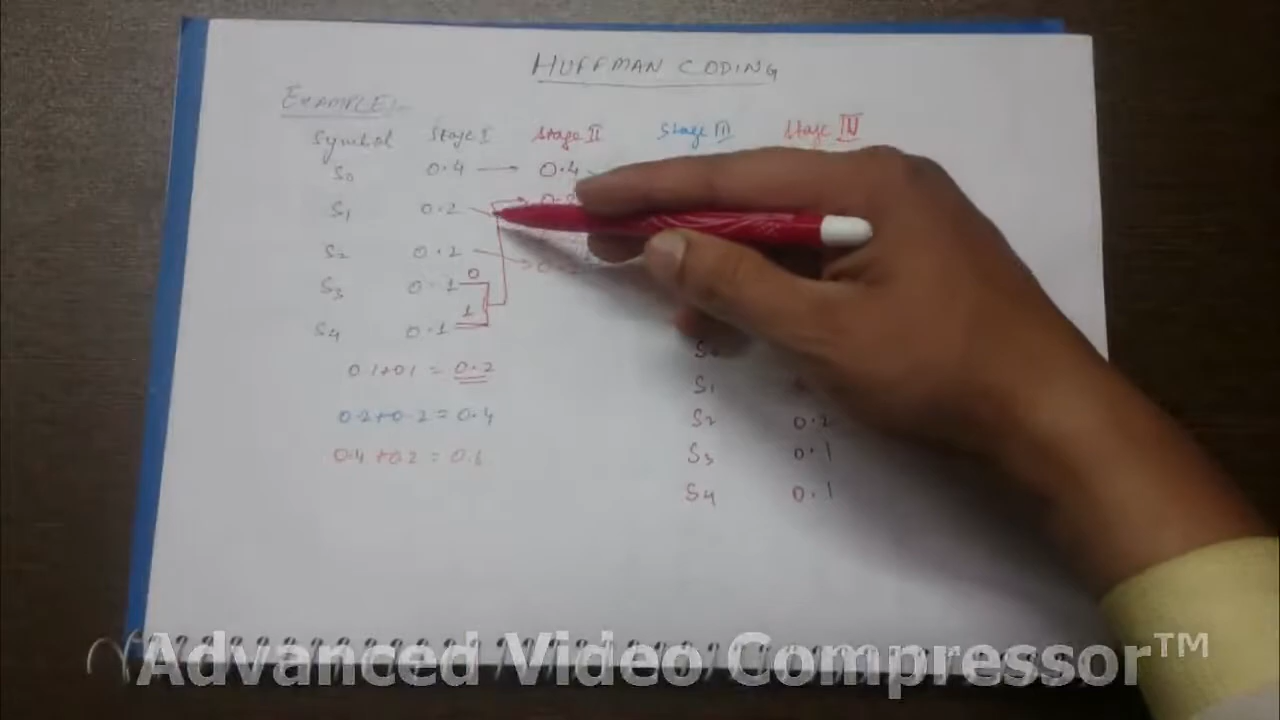 HUFFMAN CODING
EXAMPLE:-
Symbol Stage I Stage II Stage III Stage IV
S0 0.4 0.4
S1 0.2
S2 0.2
S3 0.1 0
S4 0.1 1
0.1+0.1 = 0.2
0.2+0.2 = 0.4
0.4+0.2 = 0.6
S0
S1
S2 0.2
S3 0.1
S4 0.1
Advanced Video Compressor™